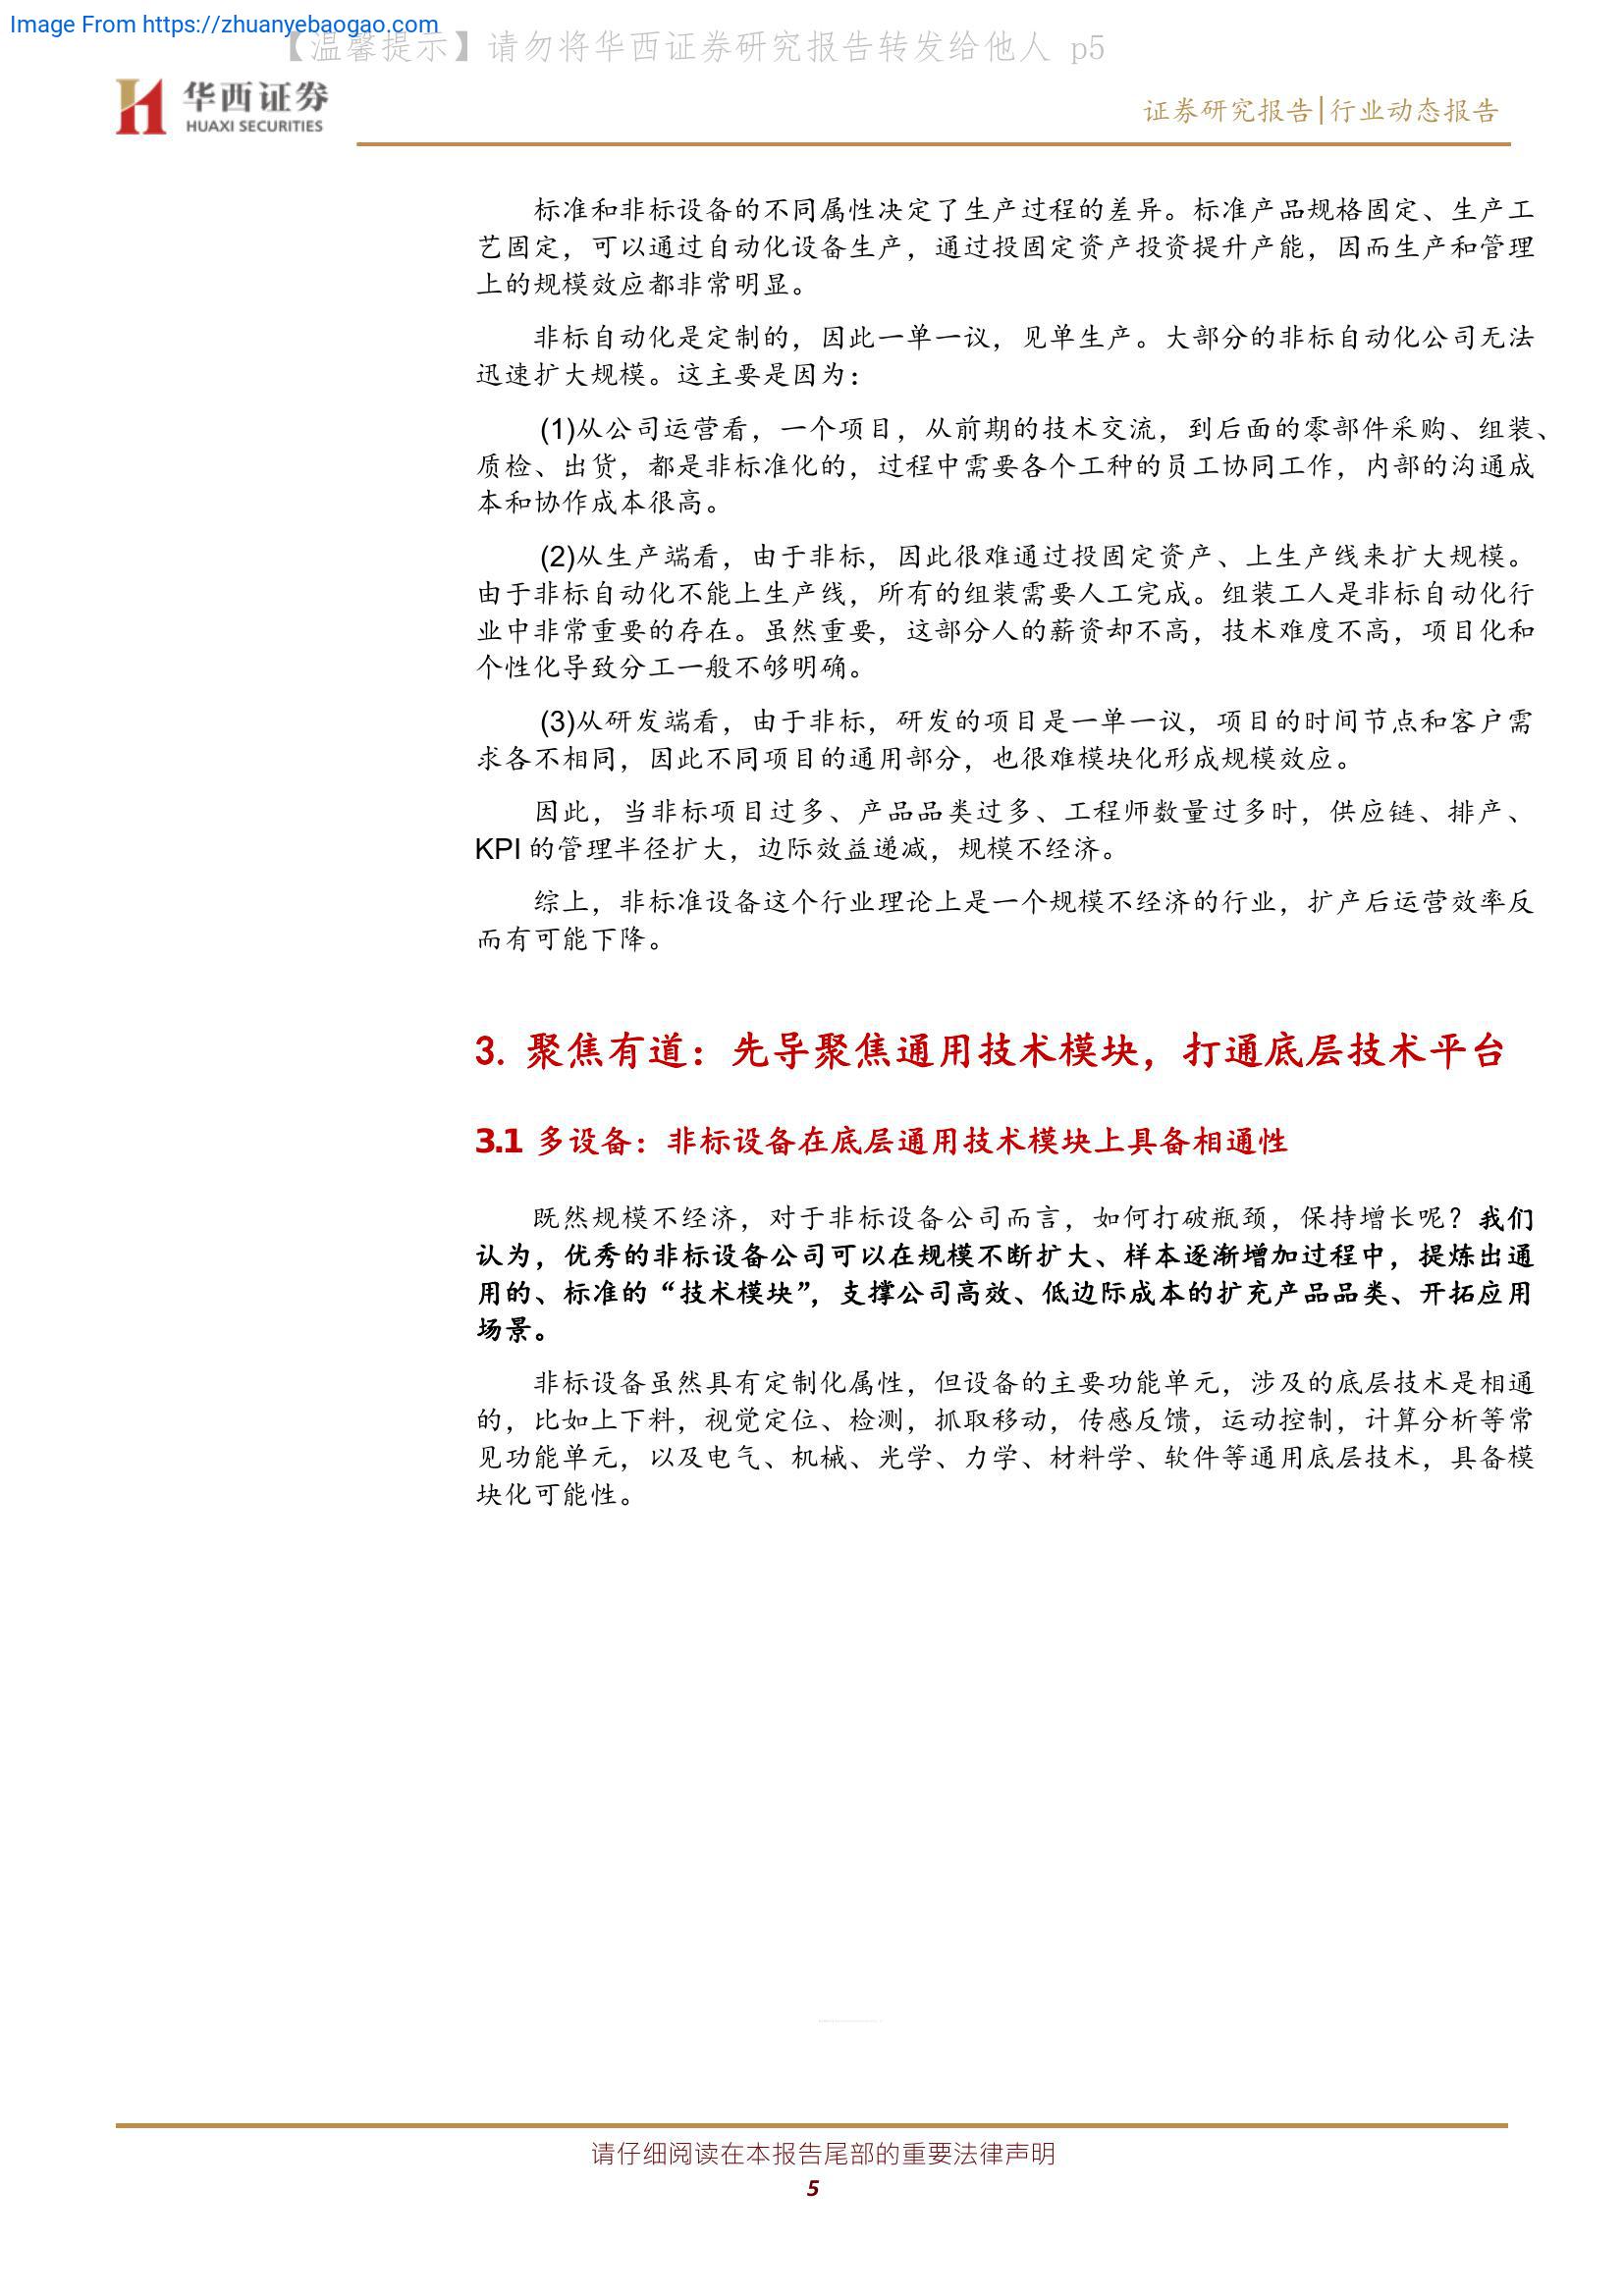 Image From https://zhuanyebaogao.com
【温馨提示】请勿将华西证券研究报告转发给他人 p5
华西证券
HUAXI SECURITIES
证券研究报告|行业动态报告
标准和非标设备的不同属性决定了生产过程的差异。标准产品规格固定、生产工
艺固定，可以通过自动化设备生产，通过投固定资产投资提升产能，因而生产和管理
上的规模效应都非常明显。
非标自动化是定制的，因此一单一议，见单生产。大部分的非标自动化公司无法
迅速扩大规模。这主要是因为：
(1)从公司运营看，一个项目，从前期的技术交流，到后面的零部件采购、组装、
质检、出货，都是非标准化的，过程中需要各个工种的员工协同工作，内部的沟通成
本和协作成本很高。
(2)从生产端看，由于非标，因此很难通过投固定资产、上生产线来扩大规模。
由于非标自动化不能上生产线，所有的组装需要人工完成。组装工人是非标自动化行
业中非常重要的存在。虽然重要，这部分人的薪资却不高，技术难度不高，项目化和
个性化导致分工一般不够明确。
(3)从研发端看，由于非标，研发的项目是一单一议，项目的时间节点和客户需
求各不相同，因此不同项目的通用部分，也很难模块化形成规模效应。
因此，当非标项目过多、产品品类过多、工程师数量过多时，供应链、排产、
KPI 的管理半径扩大，边际效益递减，规模不经济。
综上，非标准设备这个行业理论上是一个规模不经济的行业，扩产后运营效率反
而有可能下降。
3. 聚焦有道：先导聚焦通用技术模块，打通底层技术平台
3.1 多设备：非标设备在底层通用技术模块上具备相通性
既然规模不经济，对于非标设备公司而言，如何打破瓶颈，保持增长呢？我们
认为，优秀的非标设备公司可以在规模不断扩大、样本逐渐增加过程中，提炼出通
用的、标准的“技术模块”，支撑公司高效、低边际成本的扩充产品品类、开拓应用
场景。
非标设备虽然具有定制化属性，但设备的主要功能单元，涉及的底层技术是相通
的，比如上下料，视觉定位、检测，抓取移动，传感反馈，运动控制，计算分析等常
见功能单元，以及电气、机械、光学、力学、材料学、软件等通用底层技术，具备模
块化可能性。
请仔细阅读在本报告尾部的重要法律声明
5